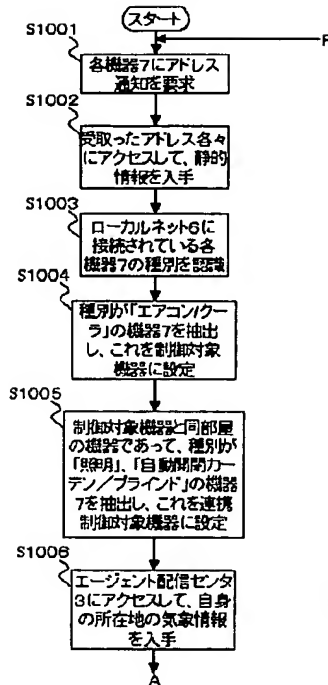 スタート
F
S1001
各機器7にアドレス
通知を要求
S1002
受取ったアドレス各々
にアクセスして、静的
情報を入手
S1003
ローカルネット6に
接続されている各
機器7の種別を認識
S1004
種別が「エアコン/クー
ラ」の機器7を抽出
し、これを制御対象
機器に設定
S1005
制御対象機器と同部屋
の機器であって、種別が
「照明」、「自動開閉カー
テン/ブラインド」の機器
7を抽出し、これを連携
制御対象機器に設定
S1006
エージェント配信センタ
3にアクセスして、自身
の所在地の気象情報
を入手
A